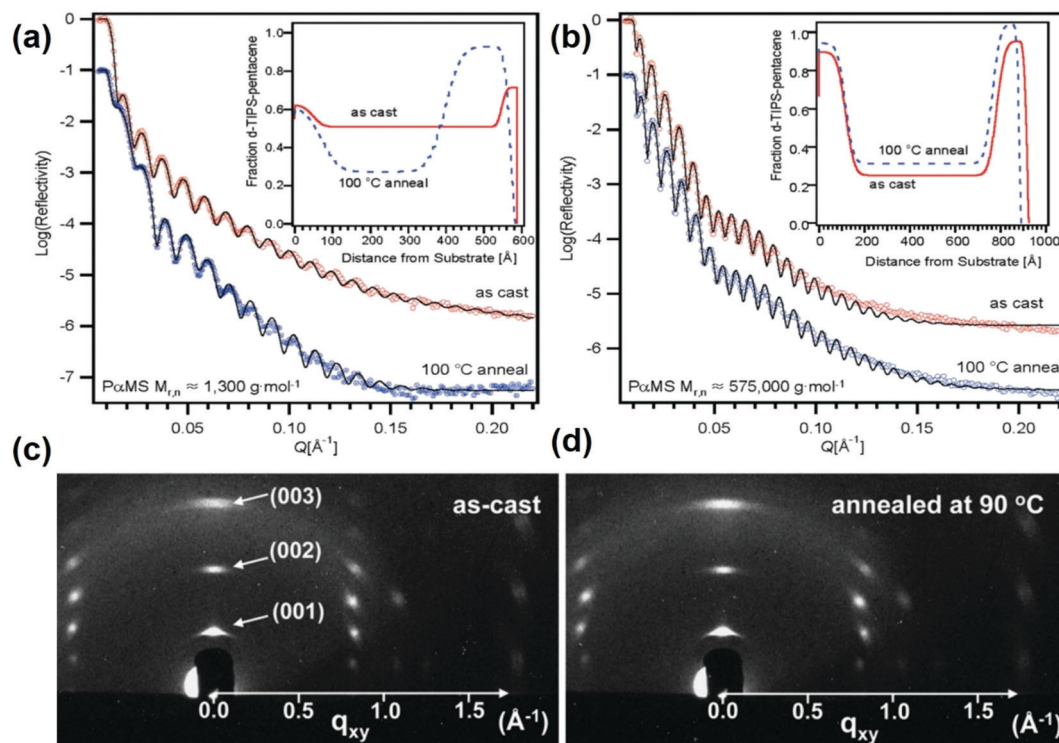 (a)
0
-1
-2
-3
-4
-5
-6
-7
Log(Reflectivity)
1.0
0.8
0.6
0.4
0.2
0.0
Fraction d-TIPS-pentacene
as cast
100 °C anneal
0 100 200 300 400 500 600
Distance from Substrate [Å]
as cast
100 °C anneal
PαMS Mr,n ≈ 1,300 g·mol-1
0.05 0.10 0.15 0.20
Q[Å-1]
(b)
0
-1
-2
-3
-4
-5
-6
Log(Reflectivity)
1.0
0.8
0.6
0.4
0.2
0.0
Fraction d-TIPS-pentacene
100 °C anneal
as cast
0 200 400 600 800 1000
Distance from Substrate [Å]
as cast
100 °C anneal
PαMS Mr,n ≈ 575,000 g·mol-1
0.05 0.10 0.15 0.20
Q[Å-1]
(c)
as-cast
(003)
(002)
(001)
0.0 0.5 1.0 1.5 (Å-1)
qxy
(d)
annealed at 90 °C
0.0 0.5 1.0 1.5 (Å-1)
qxy